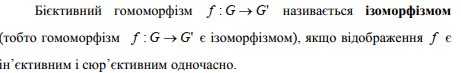 Бієктивний гомоморфізм f : G → G' називається ізоморфізмом
(тобто гомоморфізм f : G → G' є ізоморфізмом), якщо відображення f є
ін'єктивним і сюр'єктивним одночасно.